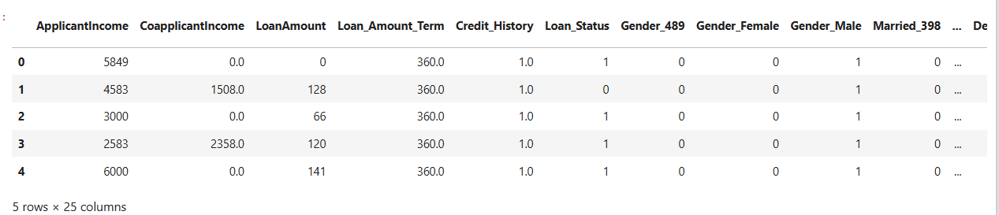 :
ApplicantIncome CoapplicantIncome LoanAmount Loan_Amount_Term Credit_History Loan_Status Gender_489 Gender_Female Gender_Male Married_398 ... De
0 5849 0.0 0 360.0 1.0 1 0 0 1 0 ...
1 4583 1508.0 128 360.0 1.0 0 0 0 1 0 ...
2 3000 0.0 66 360.0 1.0 1 0 0 1 0 ...
3 2583 2358.0 120 360.0 1.0 1 0 0 1 0 ...
4 6000 0.0 141 360.0 1.0 1 0 0 1 0 ...
5 rows × 25 columns